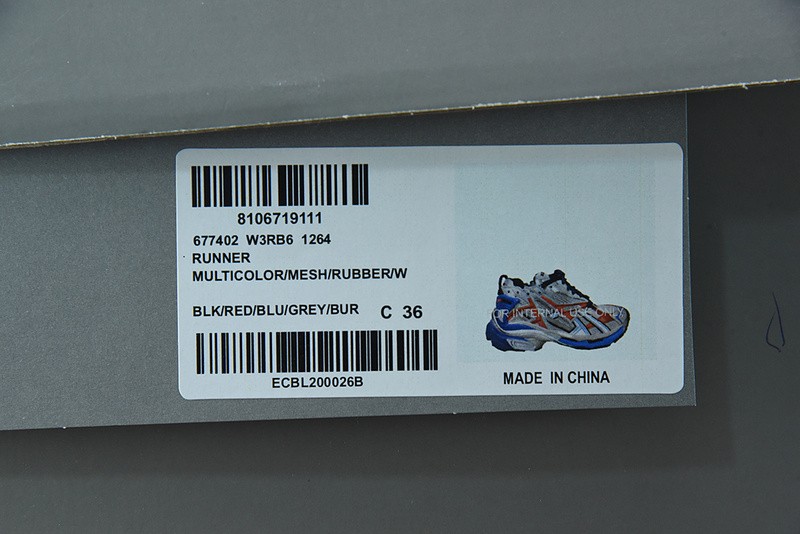 8106719111
677402 W3RB6 1264
RUNNER
MULTICOLOR/MESH/RUBBER/W
BLK/RED/BLU/GREY/BUR C 36
ECBL200026B
FOR INTERNAL USE ONLY
MADE IN CHINA